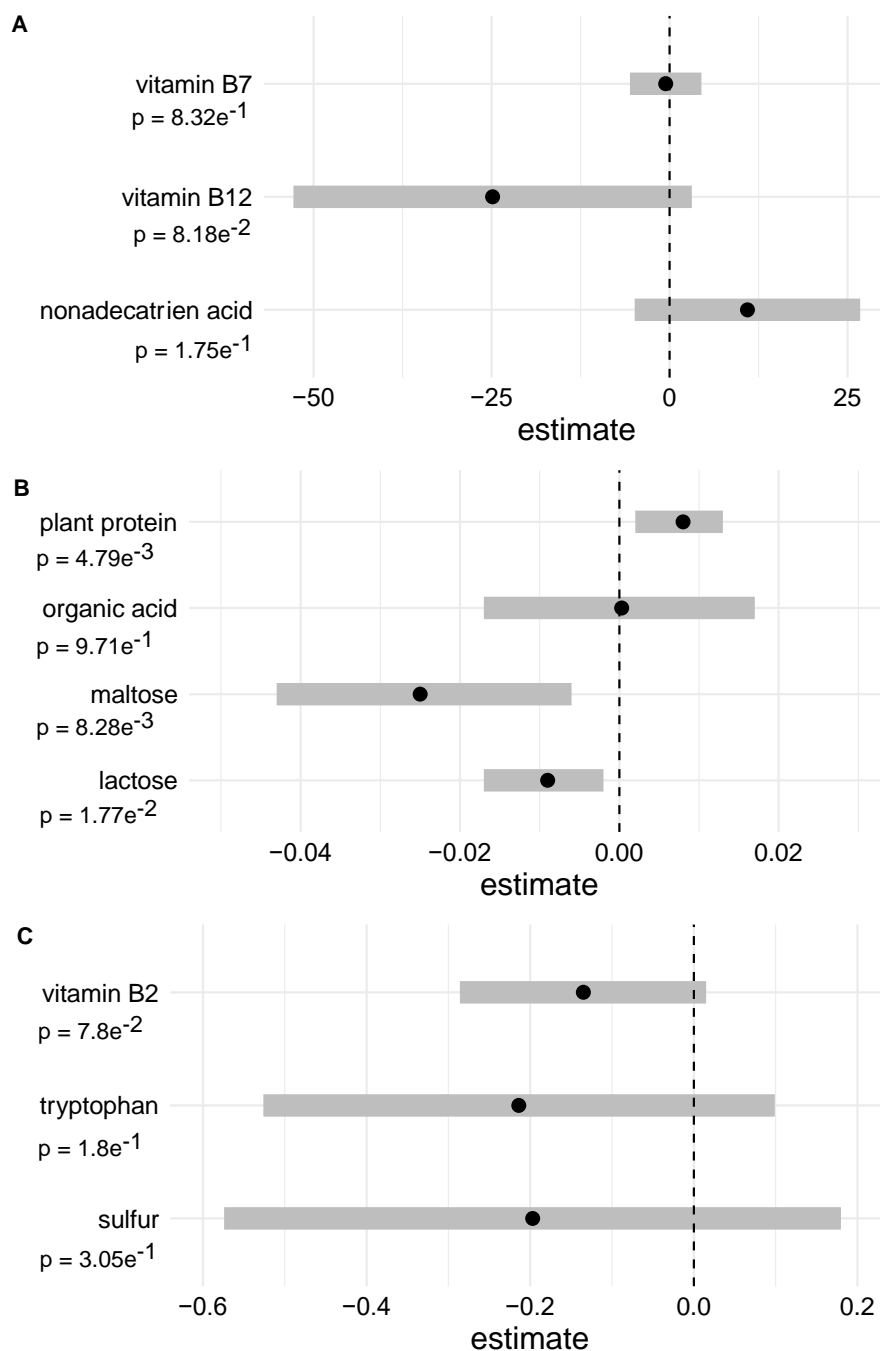 A
vitamin B7
p = 8.32e-1
vitamin B12
p = 8.18e-2
nonadecatrien acid
p = 1.75e-1
−50 −25 0 25
estimate
B
plant protein
p = 4.79e-3
organic acid
p = 9.71e-1
maltose
p = 8.28e-3
lactose
p = 1.77e-2
−0.04 −0.02 0.00 0.02
estimate
C
vitamin B2
p = 7.8e-2
tryptophan
p = 1.8e-1
sulfur
p = 3.05e-1
−0.6 −0.4 −0.2 0.0 0.2
estimate